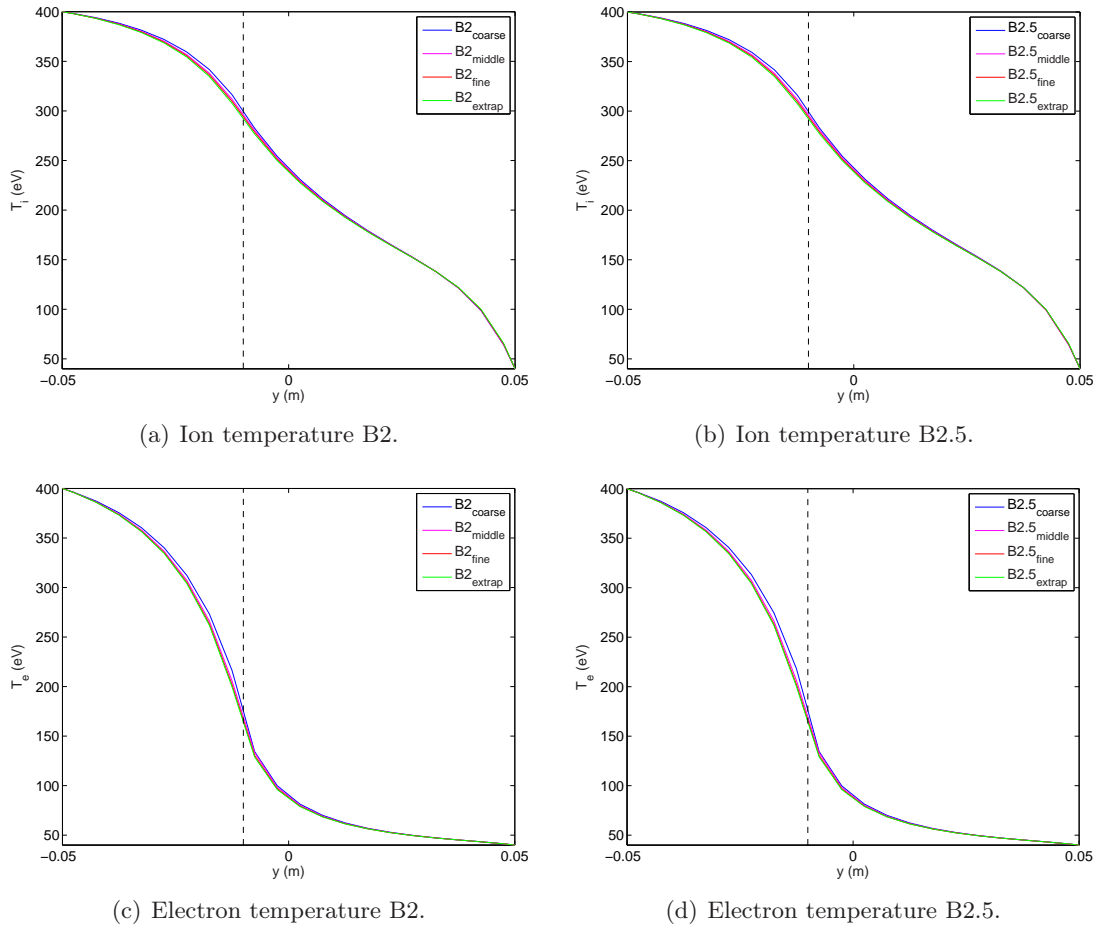 400
350
300
250
200
150
100
50
T_i (eV)
−0.05
0
0.05
y (m)
B2_coarse
B2_middle
B2_fine
B2_extrap
(a) Ion temperature B2.
400
350
300
250
200
150
100
50
T_i (eV)
−0.05
0
0.05
y (m)
B2.5_coarse
B2.5_middle
B2.5_fine
B2.5_extrap
(b) Ion temperature B2.5.
400
350
300
250
200
150
100
50
T_e (eV)
−0.05
0
0.05
y (m)
B2_coarse
B2_middle
B2_fine
B2_extrap
(c) Electron temperature B2.
400
350
300
250
200
150
100
50
T_e (eV)
−0.05
0
0.05
y (m)
B2.5_coarse
B2.5_middle
B2.5_fine
B2.5_extrap
(d) Electron temperature B2.5.